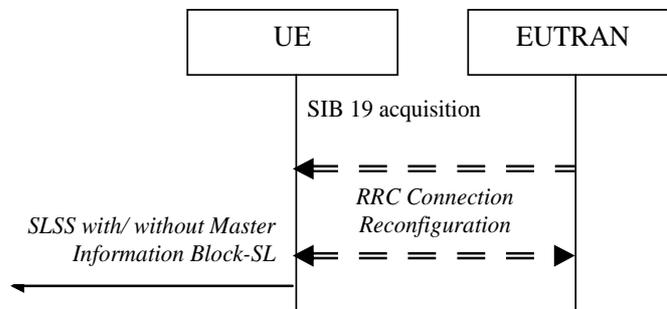 UE
EUTRAN
SIB 19 acquisition
RRC Connection
Reconfiguration
SLSS with/ without Master
Information Block-SL